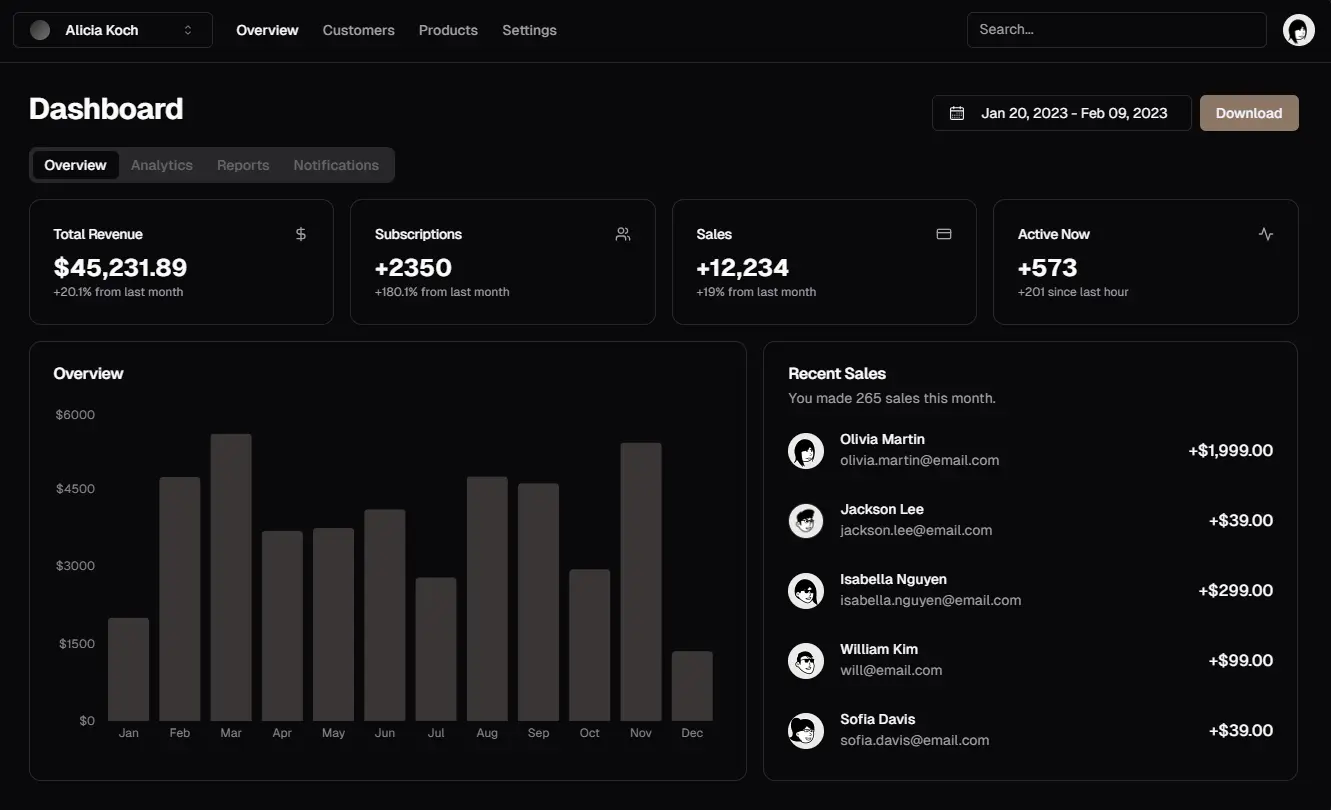 Alicia Koch
Overview Customers Products Settings
Search...
Dashboard
Jan 20, 2023 - Feb 09, 2023
Download
Overview Analytics Reports Notifications
Total Revenue
$45,231.89
+20.1% from last month
Subscriptions
+2350
+180.1% from last month
Sales
+12,234
+19% from last month
Active Now
+573
+201 since last hour
Overview
$6000
$4500
$3000
$1500
$0
Jan Feb Mar Apr May Jun Jul Aug Sep Oct Nov Dec
Recent Sales
You made 265 sales this month.
Olivia Martin
olivia.martin@email.com
+$1,999.00
Jackson Lee
jackson.lee@email.com
+$39.00
Isabella Nguyen
isabella.nguyen@email.com
+$299.00
William Kim
will@email.com
+$99.00
Sofia Davis
sofia.davis@email.com
+$39.00